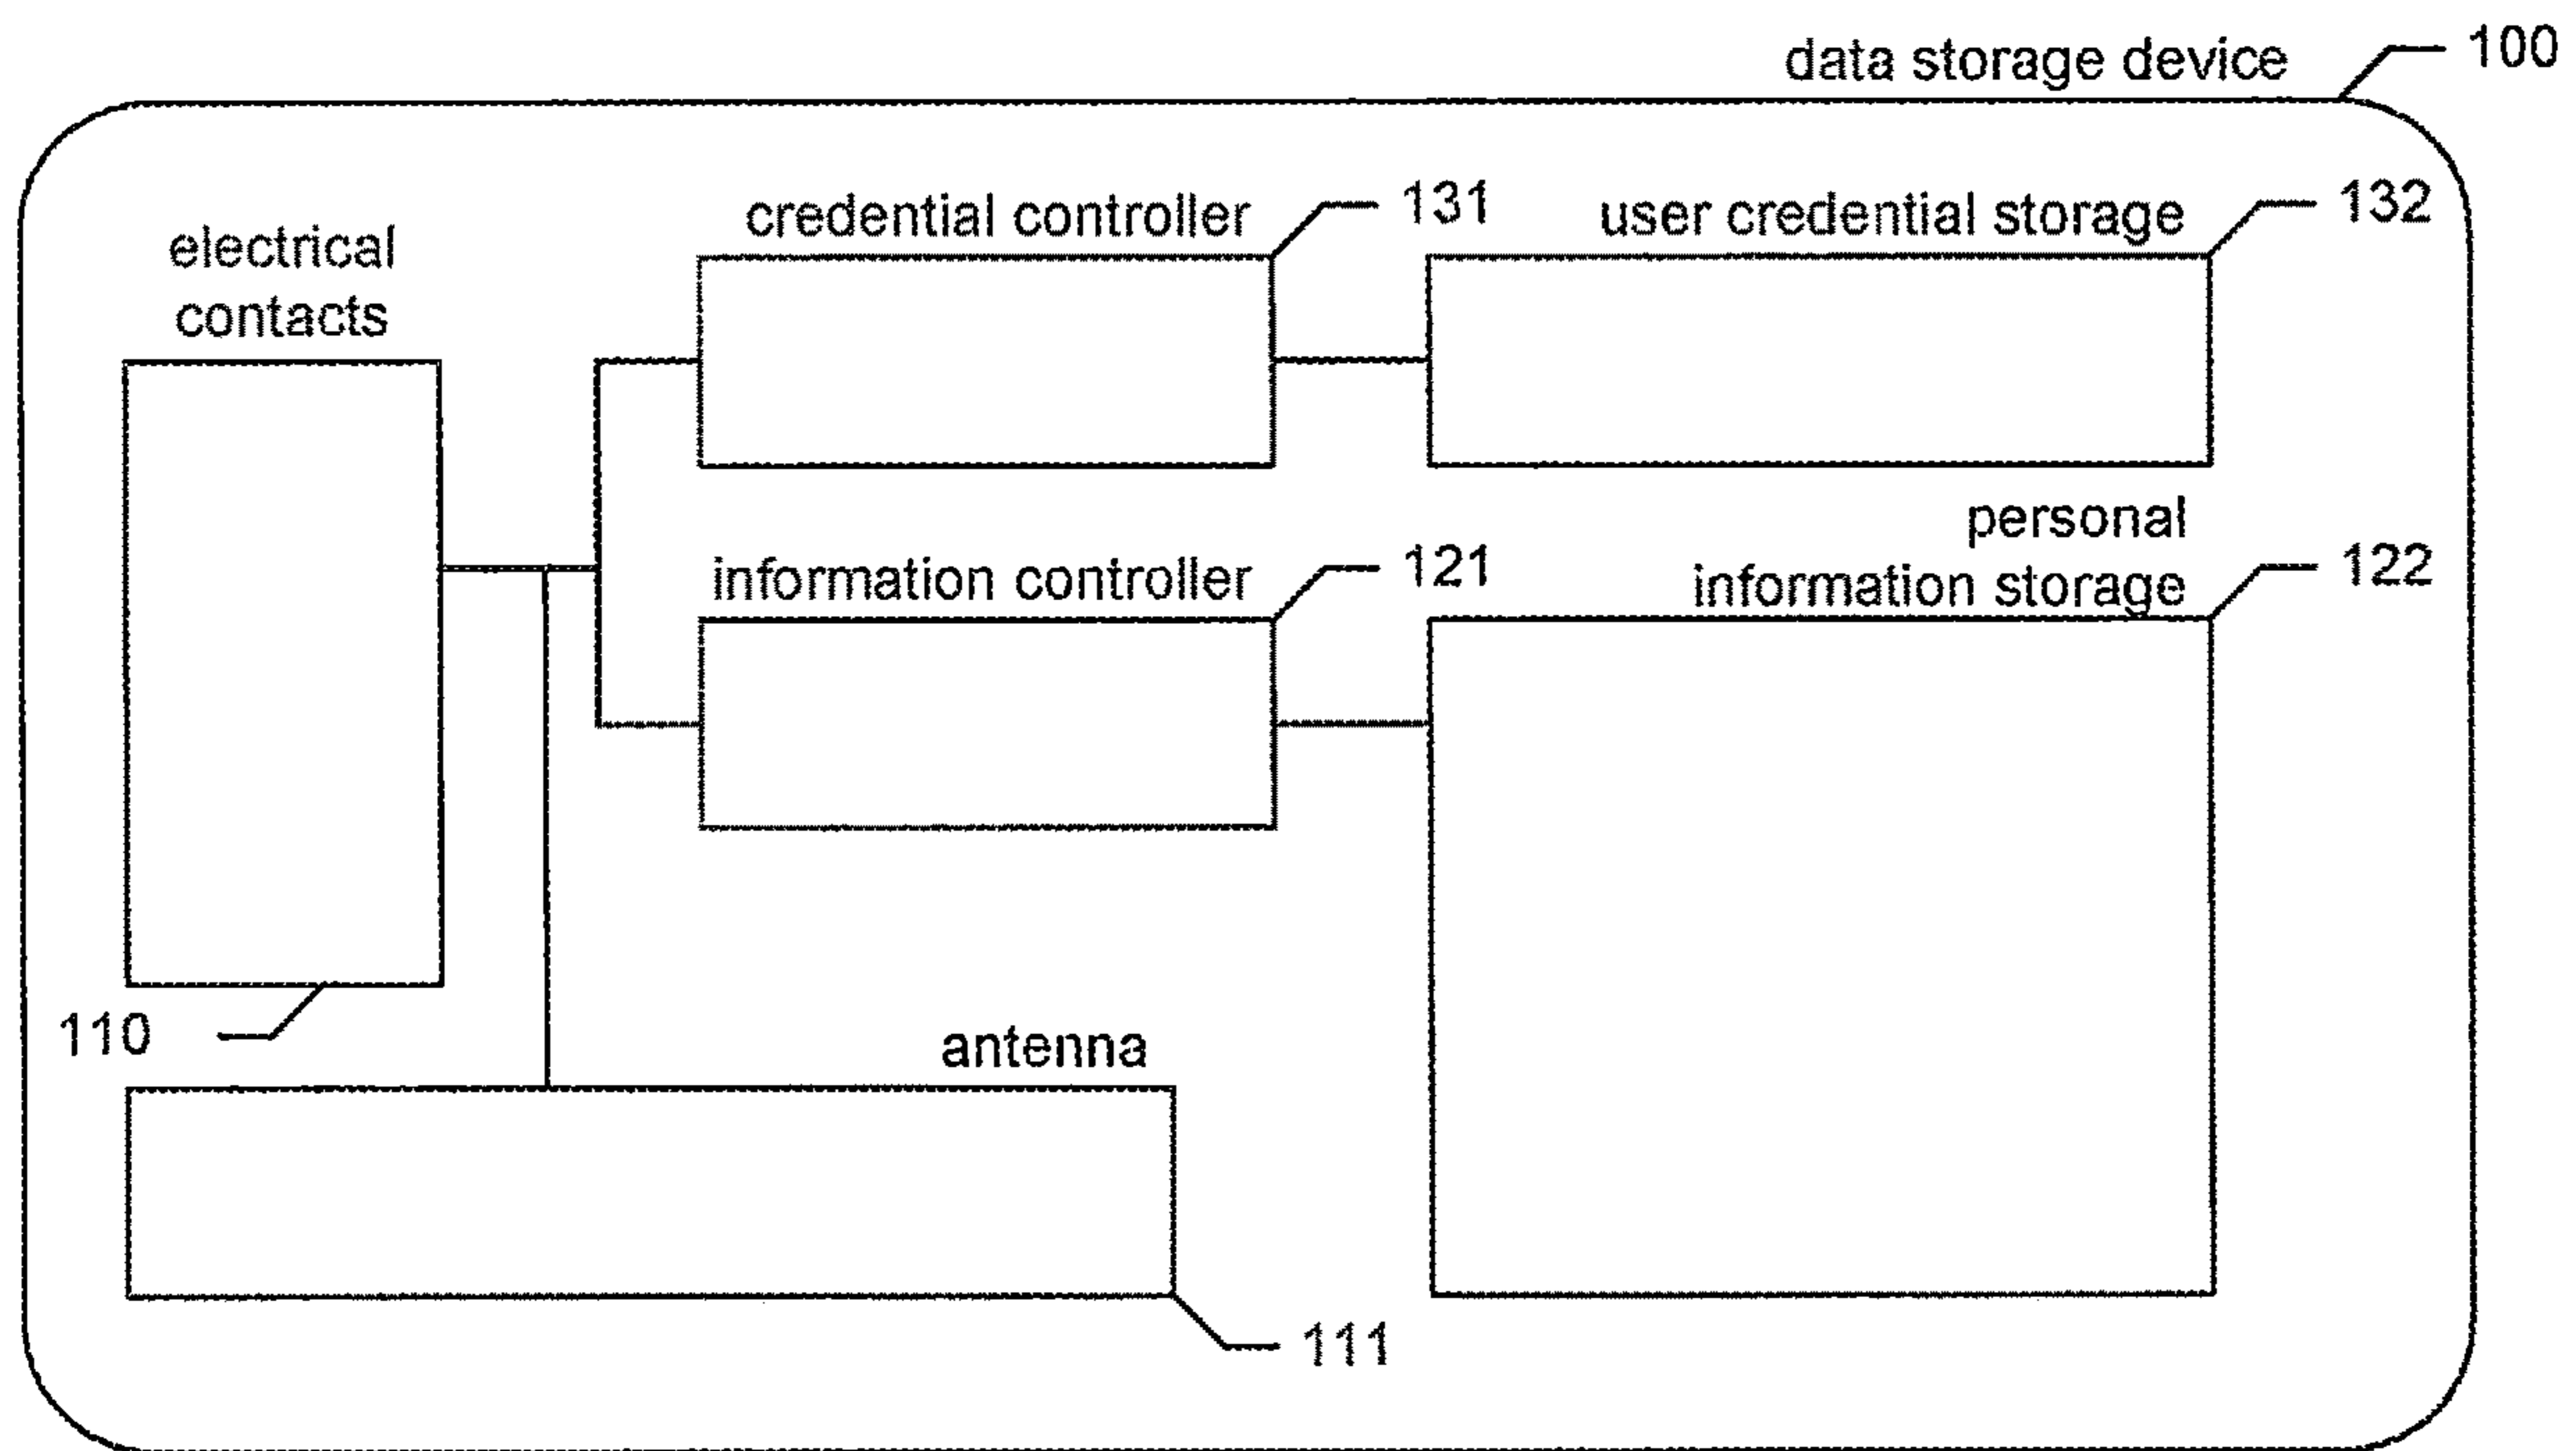 data storage device 100
electrical
contacts
credential controller 131
user credential storage 132
information controller 121
personal
information storage 122
110
antenna
111